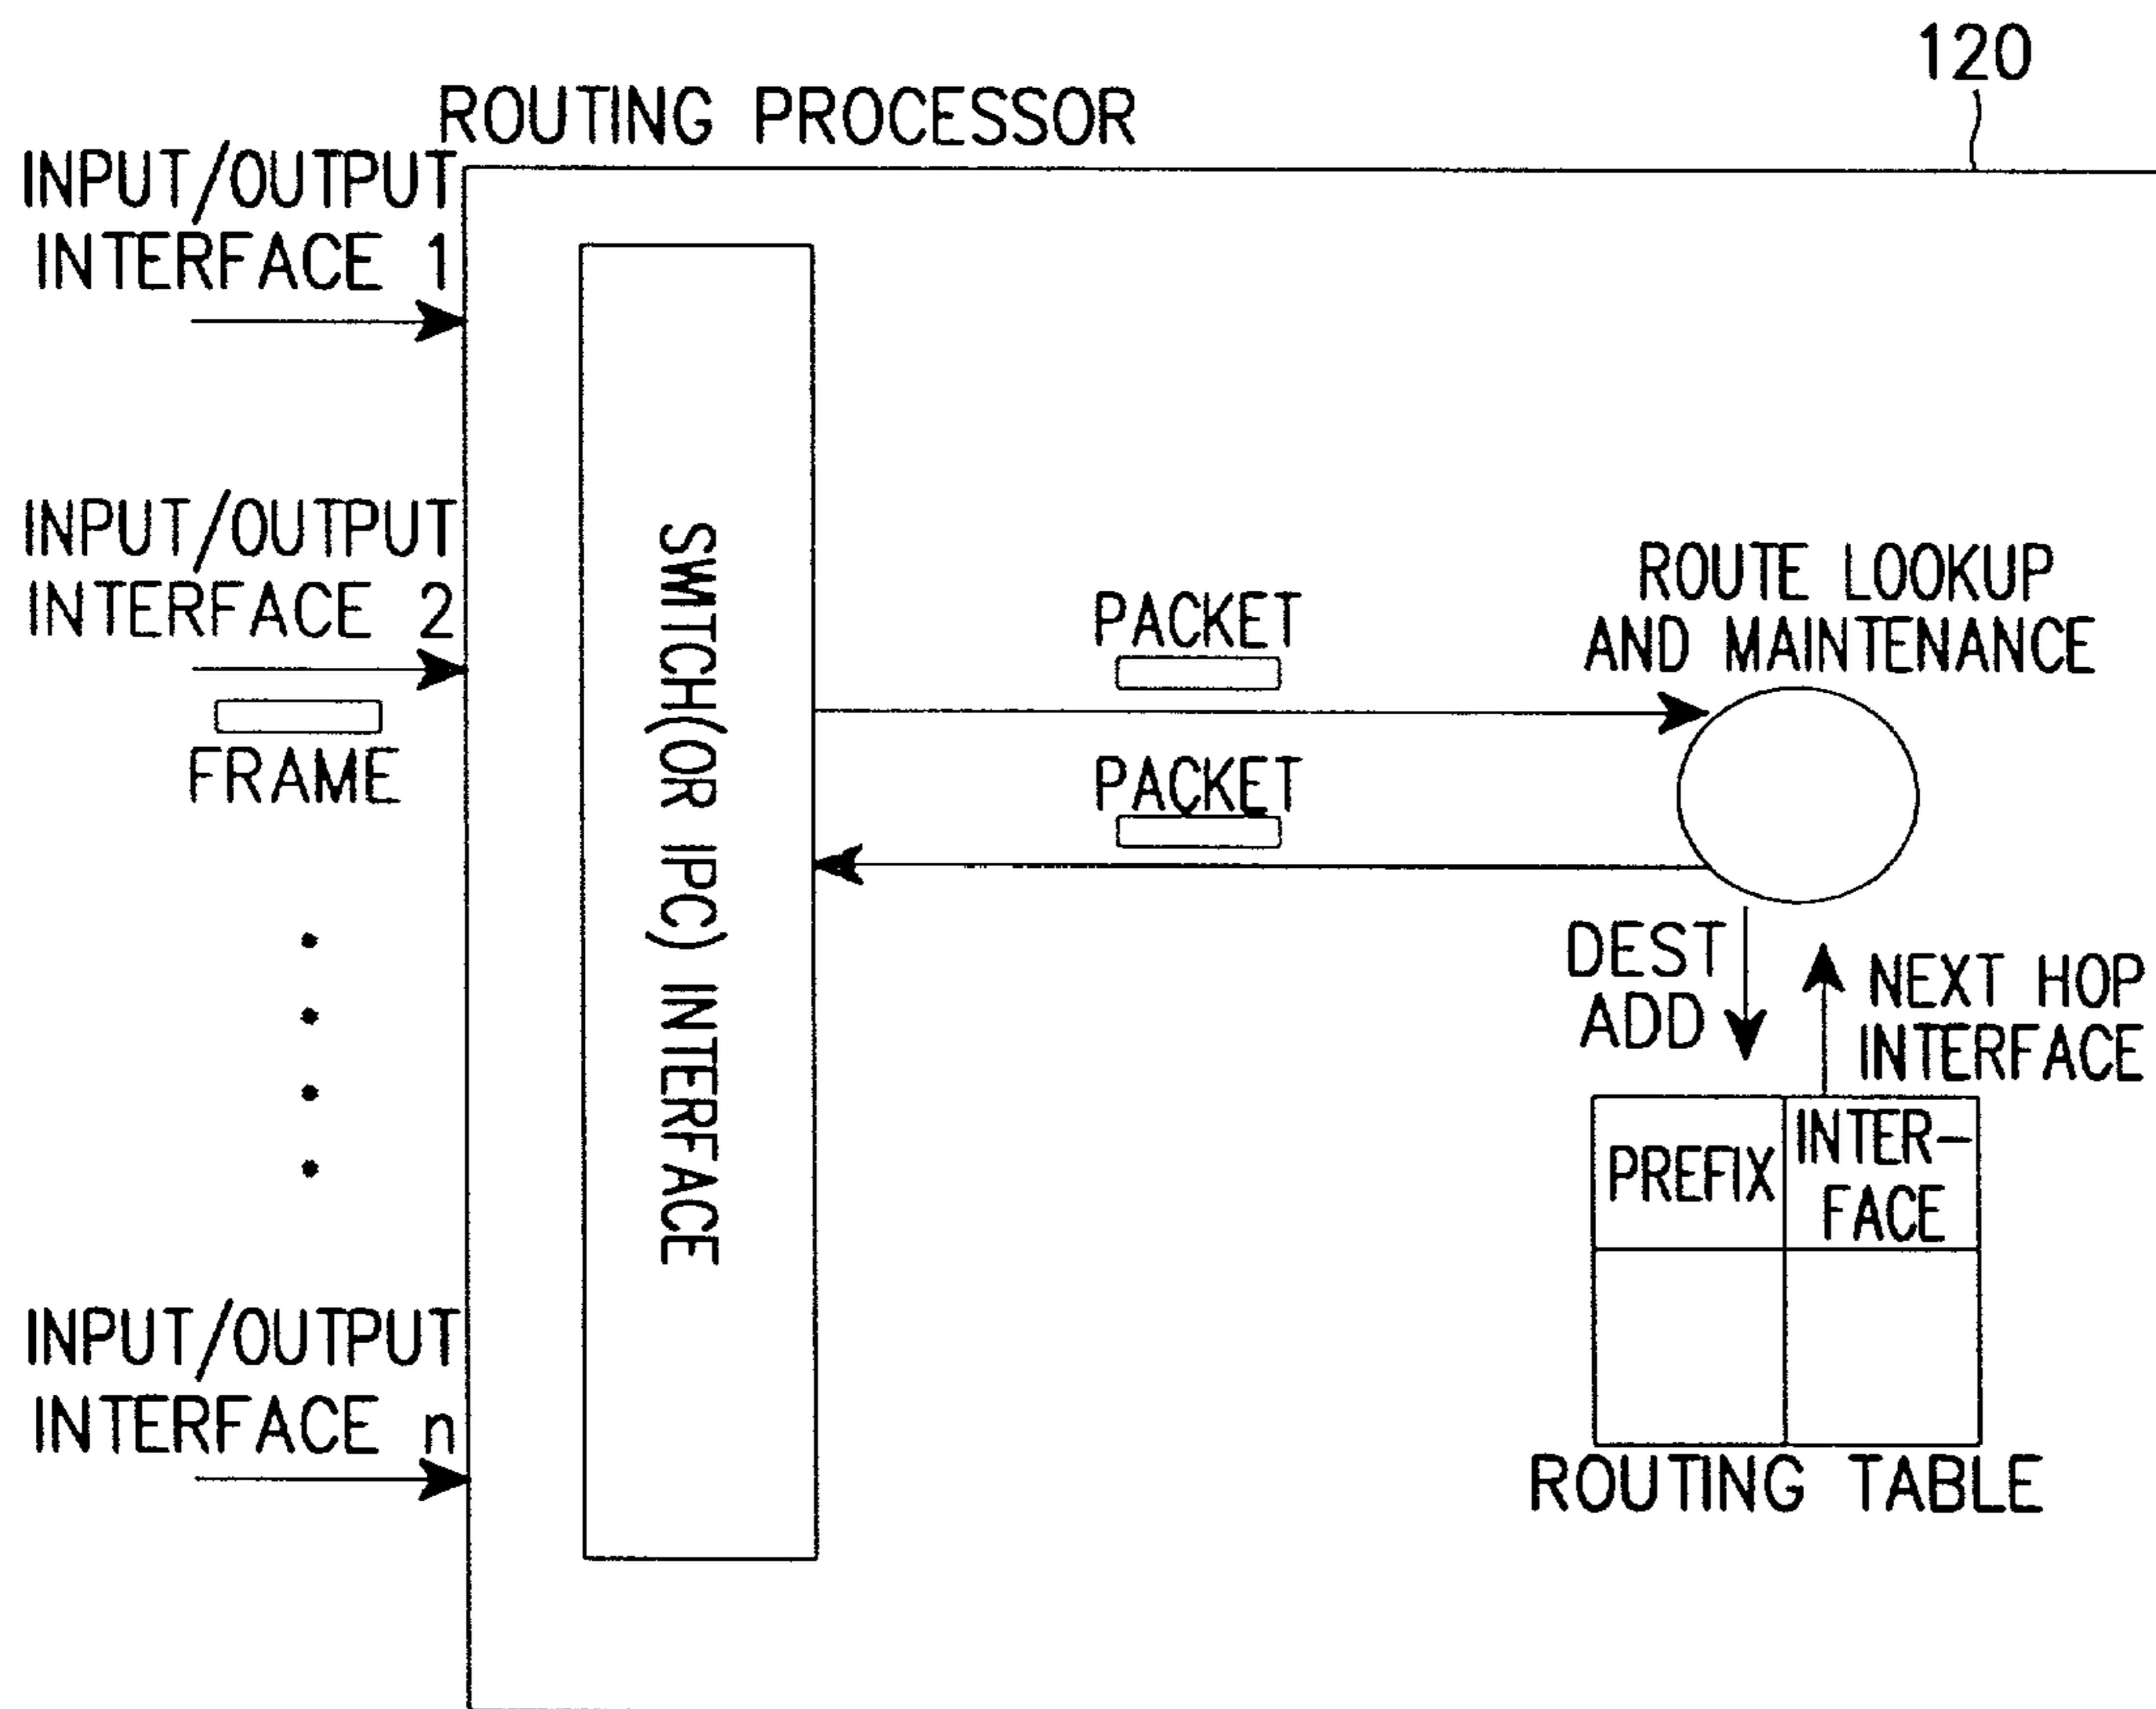 120
ROUTING PROCESSOR
INPUT/OUTPUT
INTERFACE 1
INPUT/OUTPUT
INTERFACE 2
FRAME
INPUT/OUTPUT
INTERFACE n
SWITCH(OR IPC) INTERFACE
PACKET
PACKET
ROUTE LOOKUP
AND MAINTENANCE
DEST
ADD
NEXT HOP
INTERFACE
PREFIX
INTER-
FACE
ROUTING TABLE